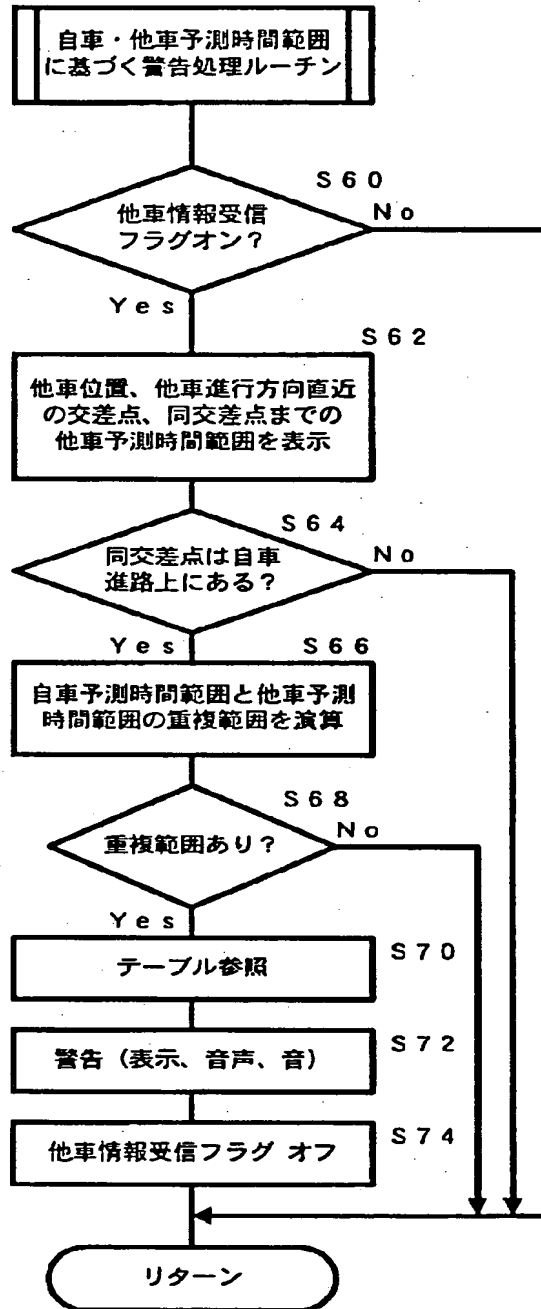 自車・他車予測時間範囲
に基づく警告処理ルーチン
S60
他車情報受信
フラグオン?
No
Yes
S62
他車位置、他車進行方向直近
の交差点、同交差点までの
他車予測時間範囲を表示
S64
同交差点は自車
進路上にある?
No
Yes
S66
自車予測時間範囲と他車予測
時間範囲の重複範囲を演算
S68
重複範囲あり?
No
Yes
S70
テーブル参照
S72
警告(表示、音声、音)
S74
他車情報受信フラグ オフ
リターン